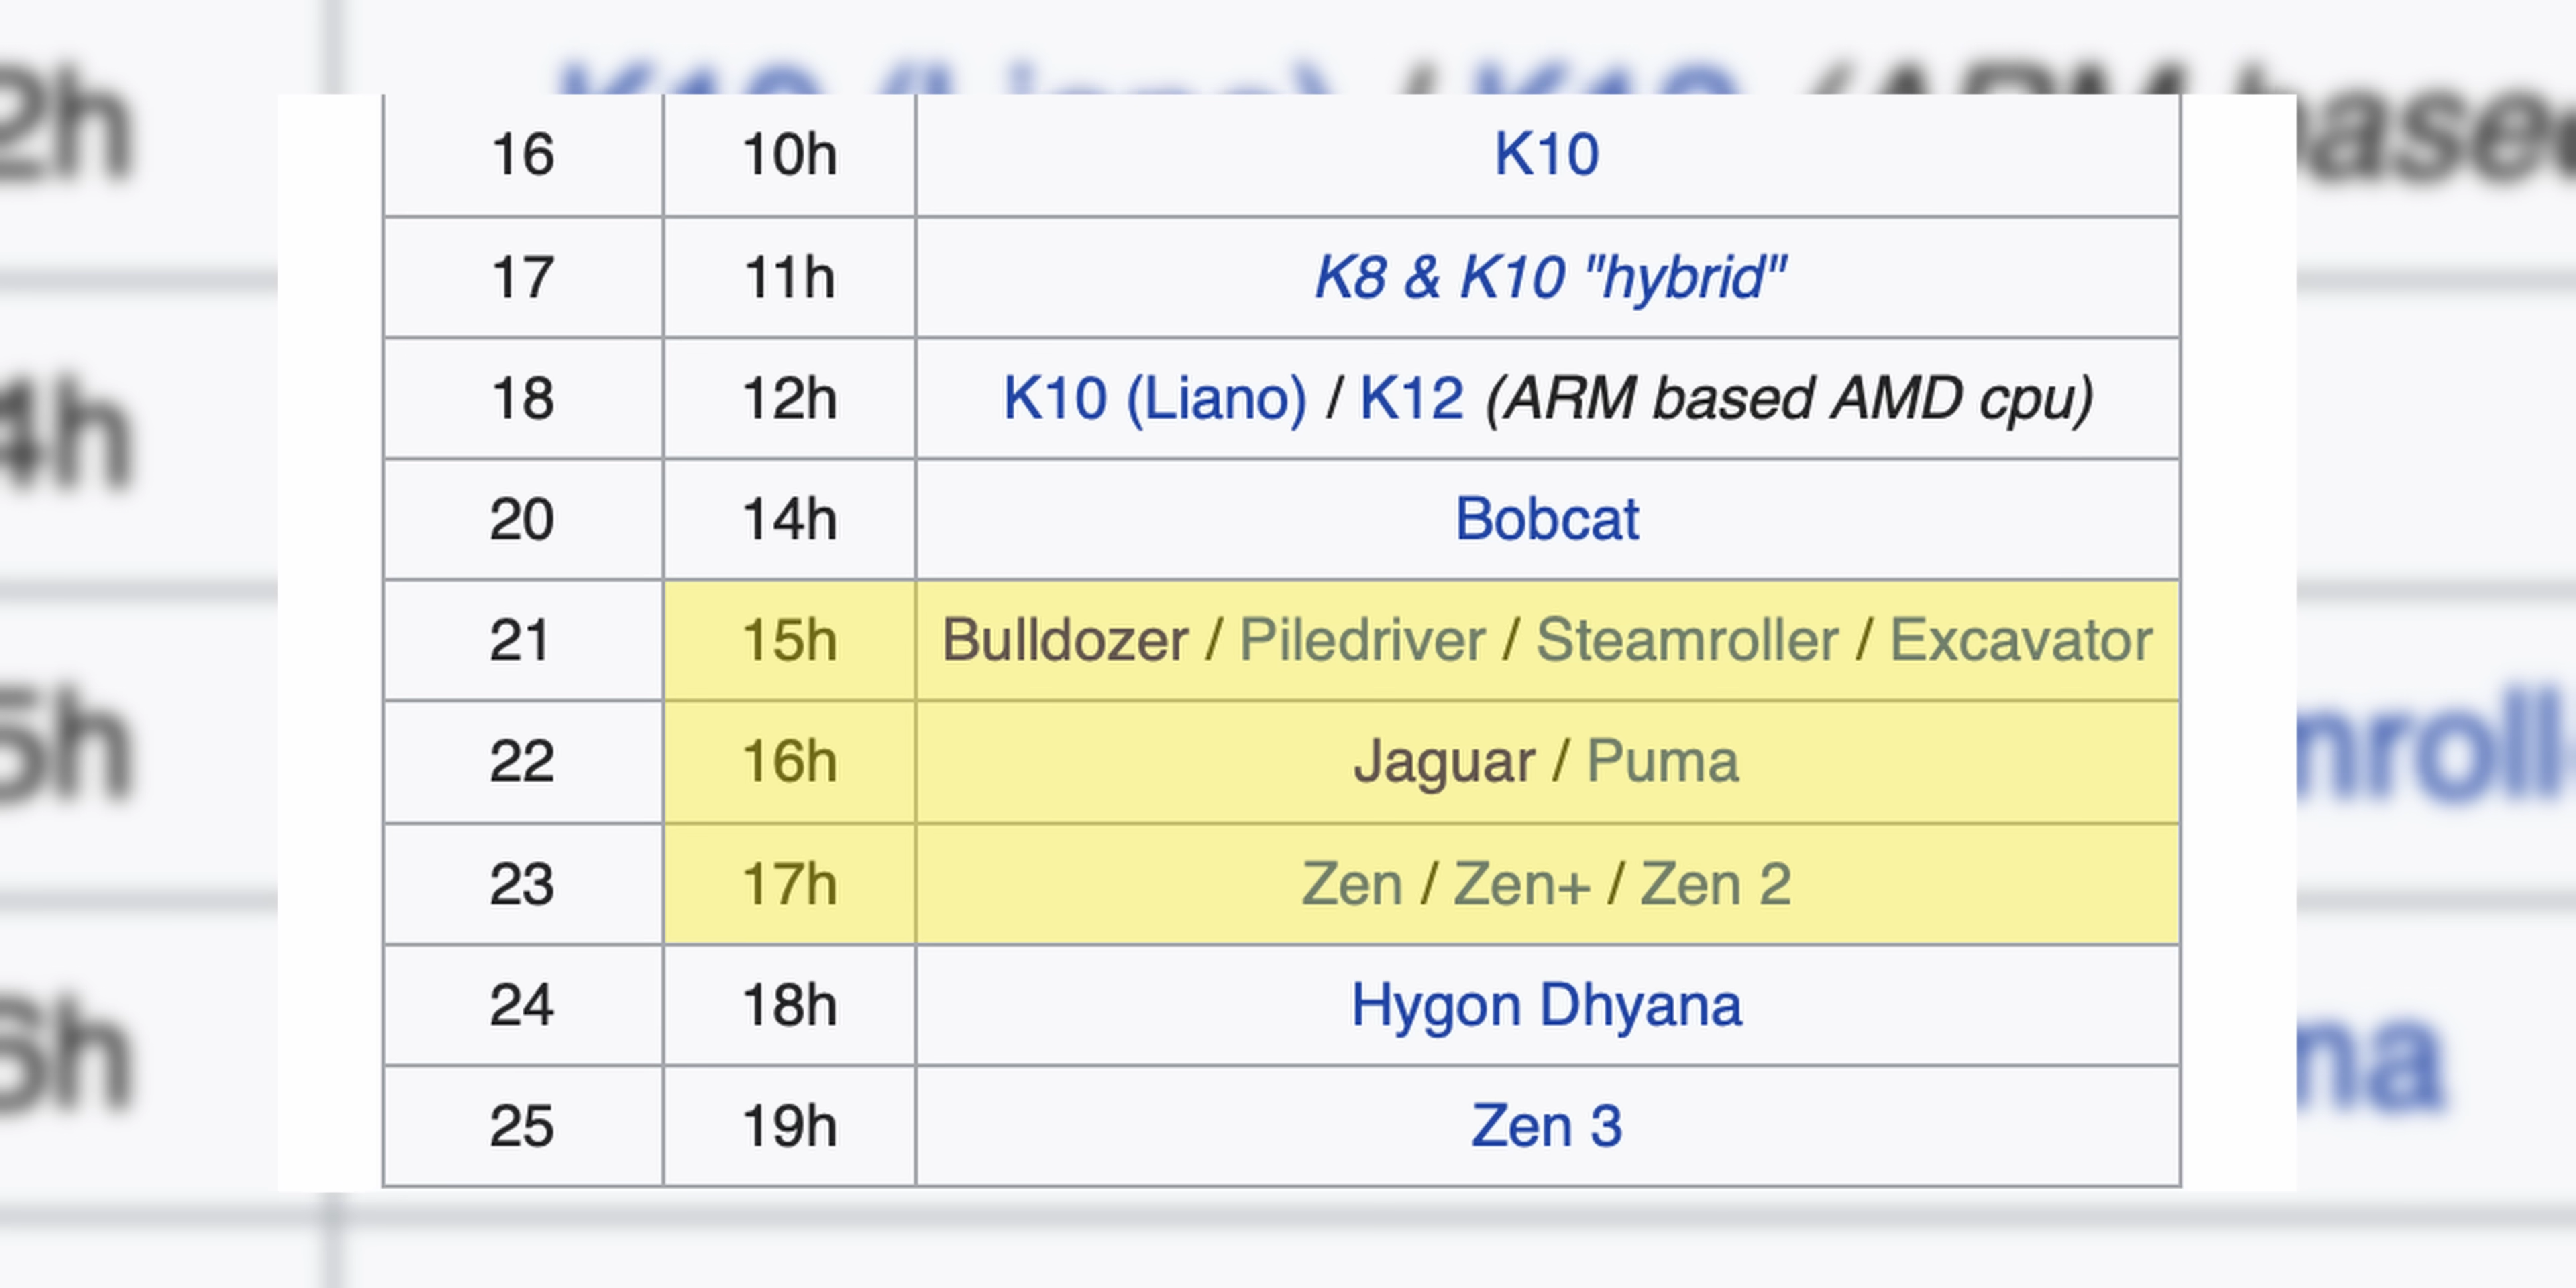 16 10h K10
17 11h K8 & K10 "hybrid"
18 12h K10 (Liano) / K12 (ARM based AMD cpu)
20 14h Bobcat
21 15h Bulldozer / Piledriver / Steamroller / Excavator
22 16h Jaguar / Puma
23 17h Zen / Zen+ / Zen 2
24 18h Hygon Dhyana
25 19h Zen 3